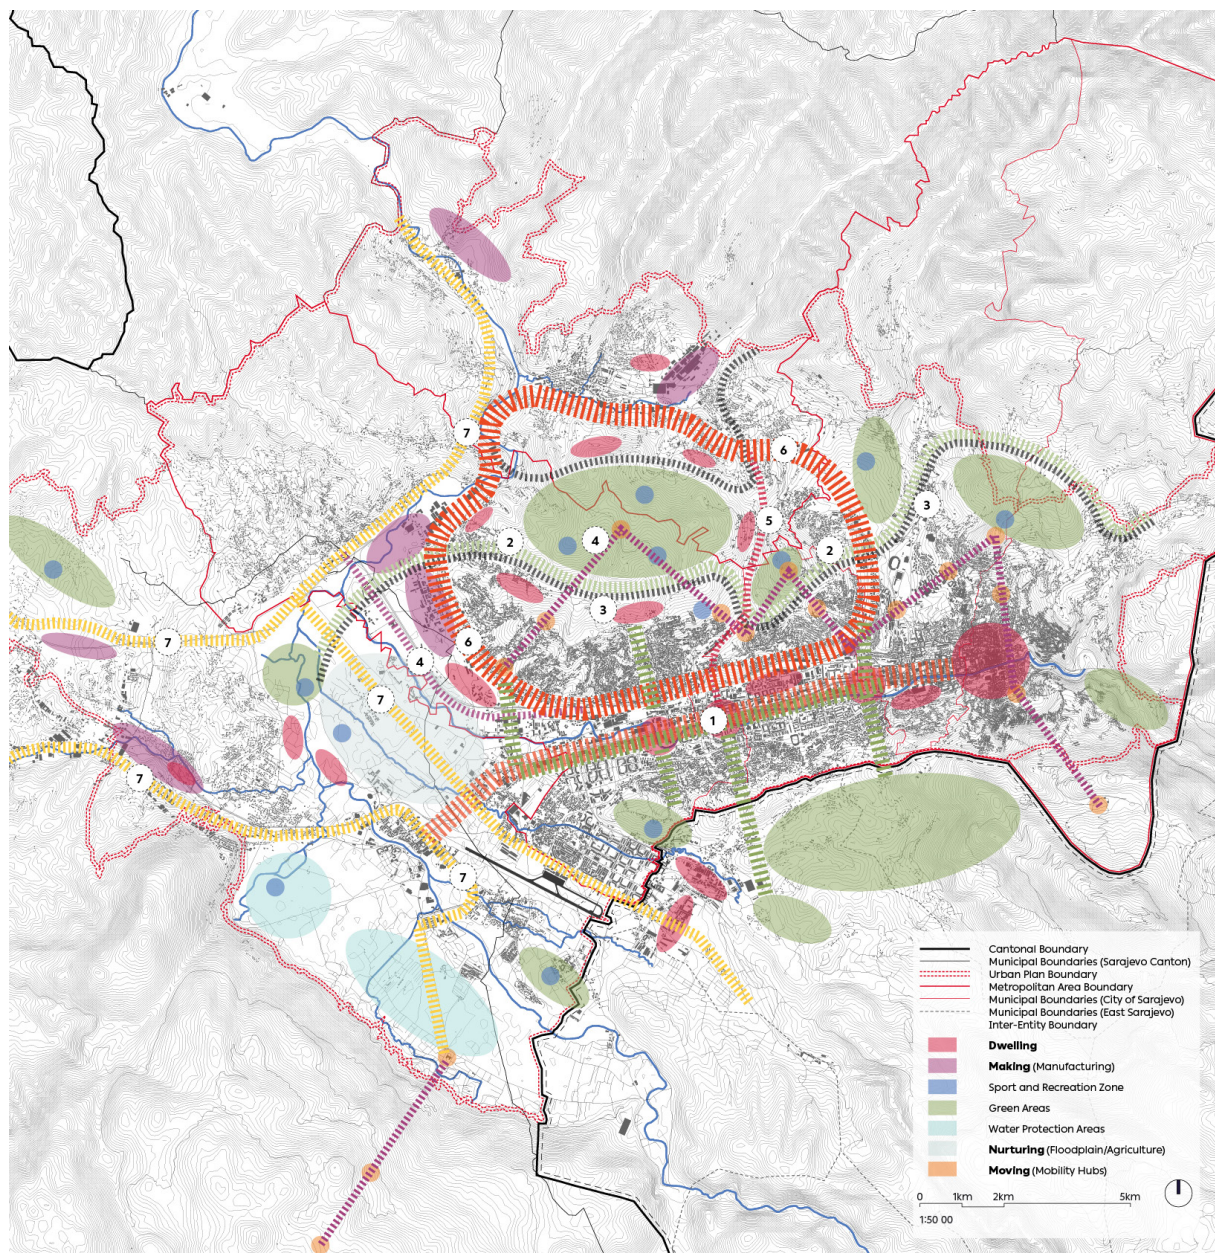 7
6
5
3
2
4
2
3
7
6
4
7
1
7
7
Cantonal Boundary
Municipal Boundaries (Sarajevo Canton)
Urban Plan Boundary
Metropolitan Area Boundary
Municipal Boundaries (City of Sarajevo)
Municipal Boundaries (East Sarajevo)
Inter-Entity Boundary
Dwelling
Making (Manufacturing)
Sport and Recreation Zone
Green Areas
Water Protection Areas
Nurturing (Floodplain/Agriculture)
Moving (Mobility Hubs)
0 1km 2km 5km
1:50 00